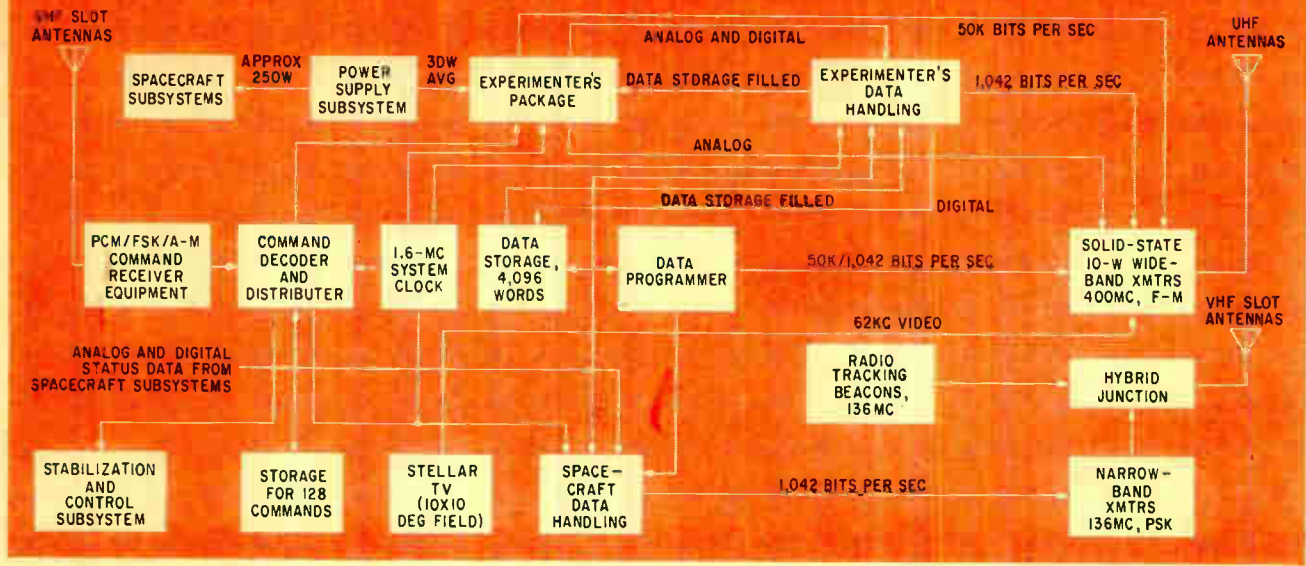 SLOT
ANTENNAS
SPACECRAFT
SUBSYSTEMS
APPROX
250W
POWER
SUPPLY
SUBSYSTEM
30W
AVG
EXPERIMENTER'S
PACKAGE
ANALOG AND DIGITAL
DATA STORAGE FILLED
EXPERIMENTER'S
DATA
HANDLING
50K BITS PER SEC
1,042 BITS PER SEC
UHF
ANTENNAS
ANALOG
DATA STORAGE FILLED
DIGITAL
PCM/FSK/A-M
COMMAND
RECEIVER
EQUIPMENT
COMMAND
DECODER
AND
DISTRIBUTER
1.6-MC
SYSTEM
CLOCK
DATA
STORAGE,
4,096
WORDS
DATA
PROGRAMMER
50K/1,042 BITS PER SEC
SOLID-STATE
10-W WIDE-
BAND XMTRS
400MC, F-M
62KC VIDEO
VHF SLOT
ANTENNAS
ANALOG AND DIGITAL
STATUS DATA FROM
SPACECRAFT SUBSYSTEMS
RADIO
TRACKING
BEACONS,
136MC
HYBRID
JUNCTION
STABILIZATION
AND
CONTROL
SUBSYSTEM
STORAGE
FOR 128
COMMANDS
STELLAR
TV
(10X10
DEG FIELD)
SPACE-
CRAFT
DATA
HANDLING
1,042 BITS PER SEC
NARROW-
BAND
XMTRS
136MC, PSK